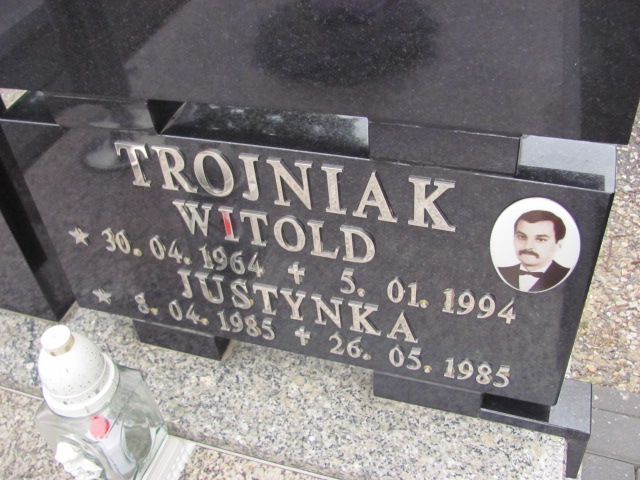 TROJNIAK
WITOLD
* 30. 04. 1964 + 5. 01. 1994
JUSTYNKA
* 8. 04. 1985 + 26. 05. 1985